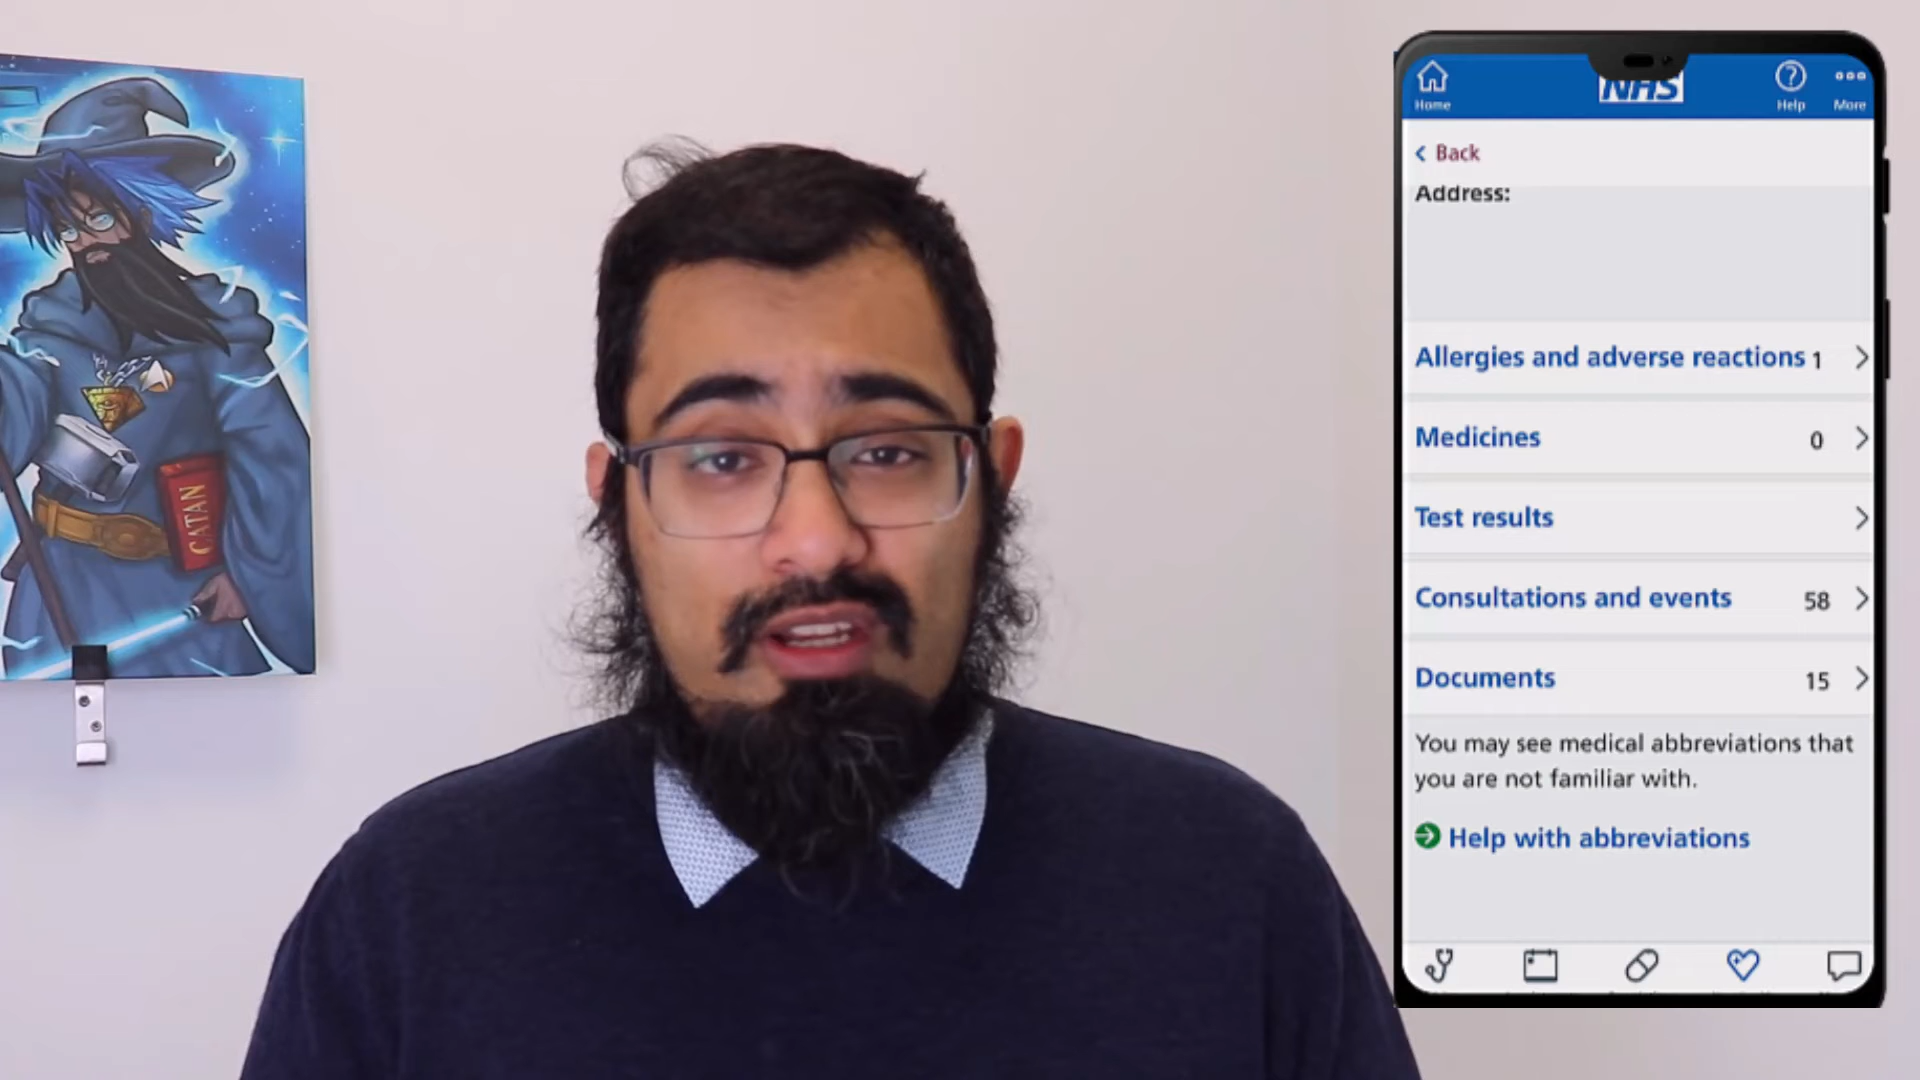 CATAN
NHS
Home
Help
More
Back
Address:
Allergies and adverse reactions 1
Medicines 0
Test results
Consultations and events 58
Documents 15
You may see medical abbreviations that
you are not familiar with.
Help with abbreviations